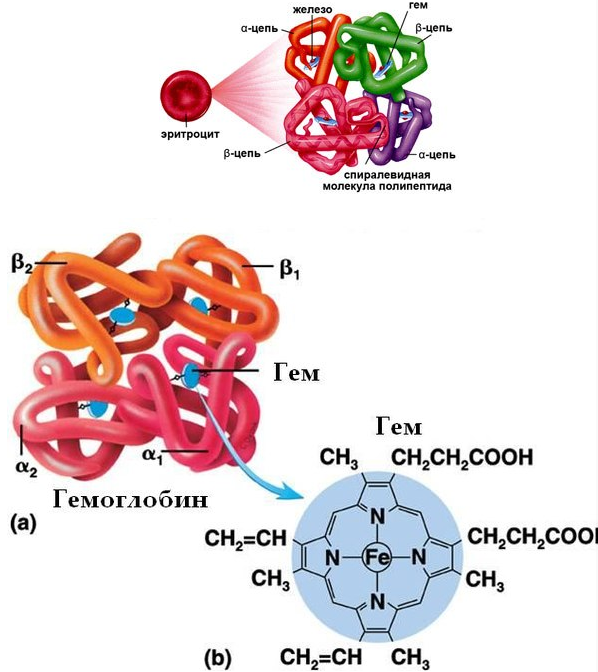 железо
гем
α-цепь
β-цепь
эритроцит
β-цепь
α-цепь
спиралевидная
молекула полипептида
β₂
β₁
Гем
α₂
α₁
Гемоглобин
(a)
Гем
CH₃
CH₂CH₂COOH
CH₂=CH
CH₂CH₂COOH
N
N
Fe
N
N
CH₃
CH₃
CH₂=CH
CH₃
(b)